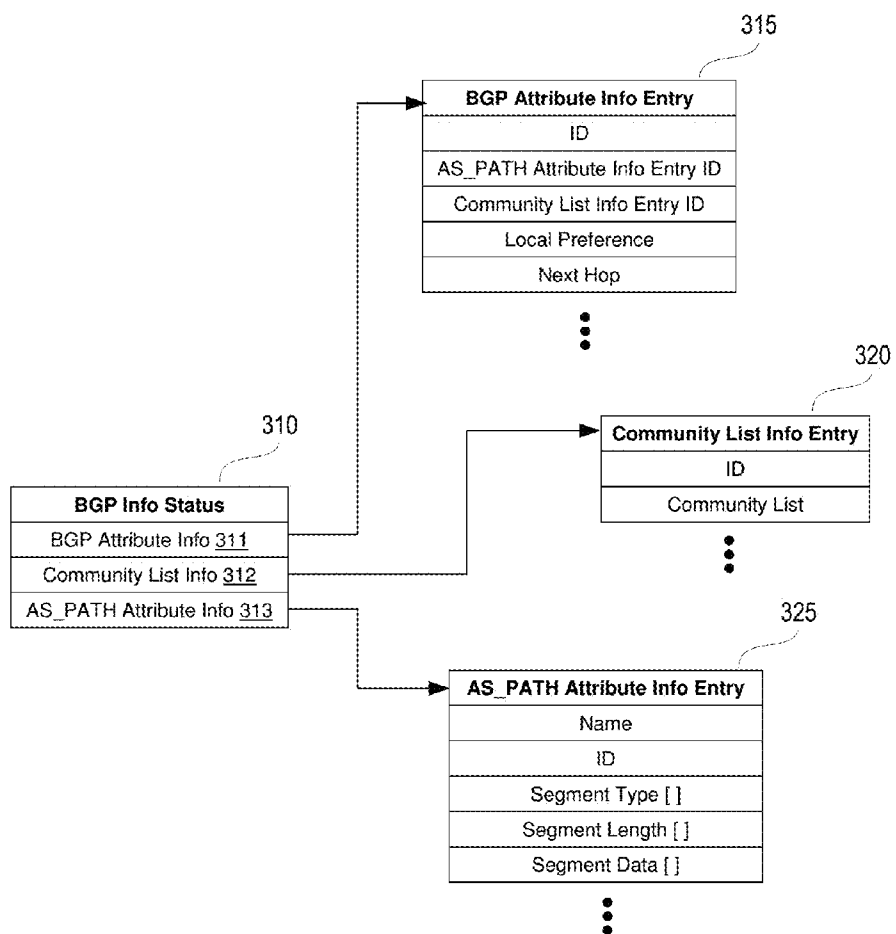 315
BGP Attribute Info Entry
ID
AS_PATH Attribute Info Entry ID
Community List Info Entry ID
Local Preference
Next Hop
320
Community List Info Entry
ID
Community List
310
BGP Info Status
BGP Attribute Info 311
Community List Info 312
AS_PATH Attribute Info 313
325
AS_PATH Attribute Info Entry
Name
ID
Segment Type [ ]
Segment Length [ ]
Segment Data [ ]